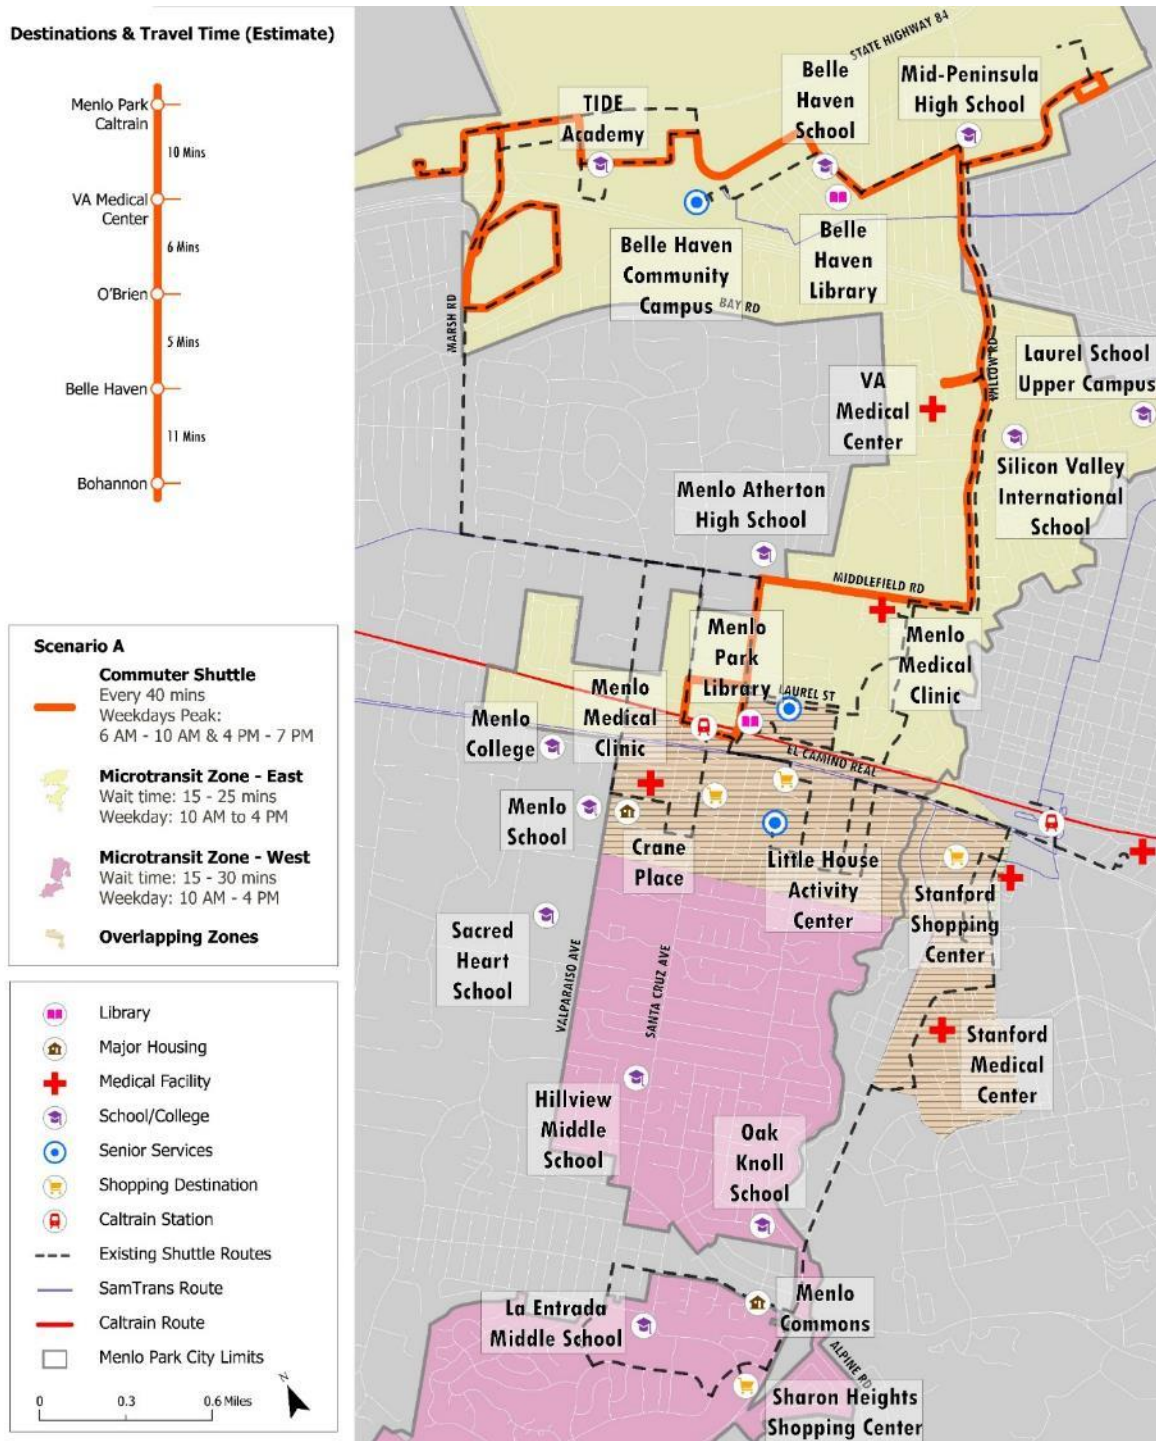 Destinations & Travel Time (Estimate)
Menlo Park
Caltrain
10 Mins
VA Medical
Center
6 Mins
O'Brien
5 Mins
Belle Haven
11 Mins
Bohannon
Scenario A
Commuter Shuttle
Every 40 mins
Weekdays Peak:
6 AM - 10 AM & 4 PM - 7 PM
Microtransit Zone - East
Wait time: 15 - 25 mins
Weekday: 10 AM to 4 PM
Microtransit Zone - West
Wait time: 15 - 30 mins
Weekday: 10 AM - 4 PM
Overlapping Zones
Library
Major Housing
Medical Facility
School/College
Senior Services
Shopping Destination
Caltrain Station
Existing Shuttle Routes
SamTrans Route
Caltrain Route
Menlo Park City Limits
0
0.3
0.6 Miles
N
STATE HIGHWAY 84
Belle
Haven
School
Mid-Peninsula
High School
TIDE
Academy
Belle Haven
Community
Campus
Belle
Haven
Library
BAY RD
MARSH RD
WILLOW RD
Laurel School
Upper Campus
VA
Medical
Center
Silicon Valley
International
School
Menlo Atherton
High School
MIDDLEFIELD RD
Menlo
Park
Library
Menlo
Medical
Clinic
LAUREL ST
Menlo
Medical
Clinic
Menlo
College
EL CAMINO REAL
Menlo
School
Crane
Place
Little House
Activity
Center
Stanford
Shopping
Center
Sacred
Heart
School
VALPARAISO AVE
SANTA CRUZ AVE
Stanford
Medical
Center
Hillview
Middle
School
Oak
Knoll
School
La Entrada
Middle School
Menlo
Commons
ALPINE RD
Sharon Heights
Shopping Center